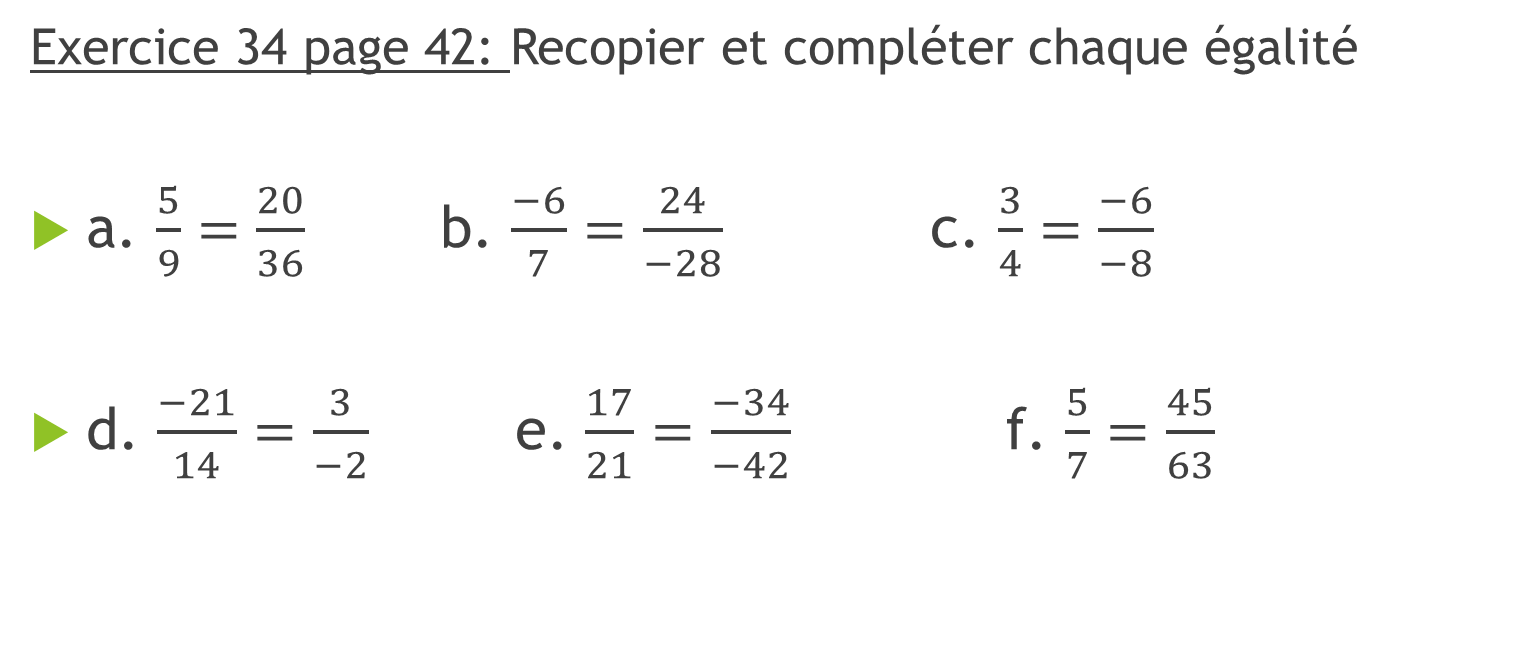 Exercice 34 page 42: Recopier et compléter chaque égalité
a. 5/9 = 20/36 b. −6/7 = 24/−28 c. 3/4 = −6/−8
d. −21/14 = 3/−2 e. 17/21 = −34/−42 f. 5/7 = 45/63